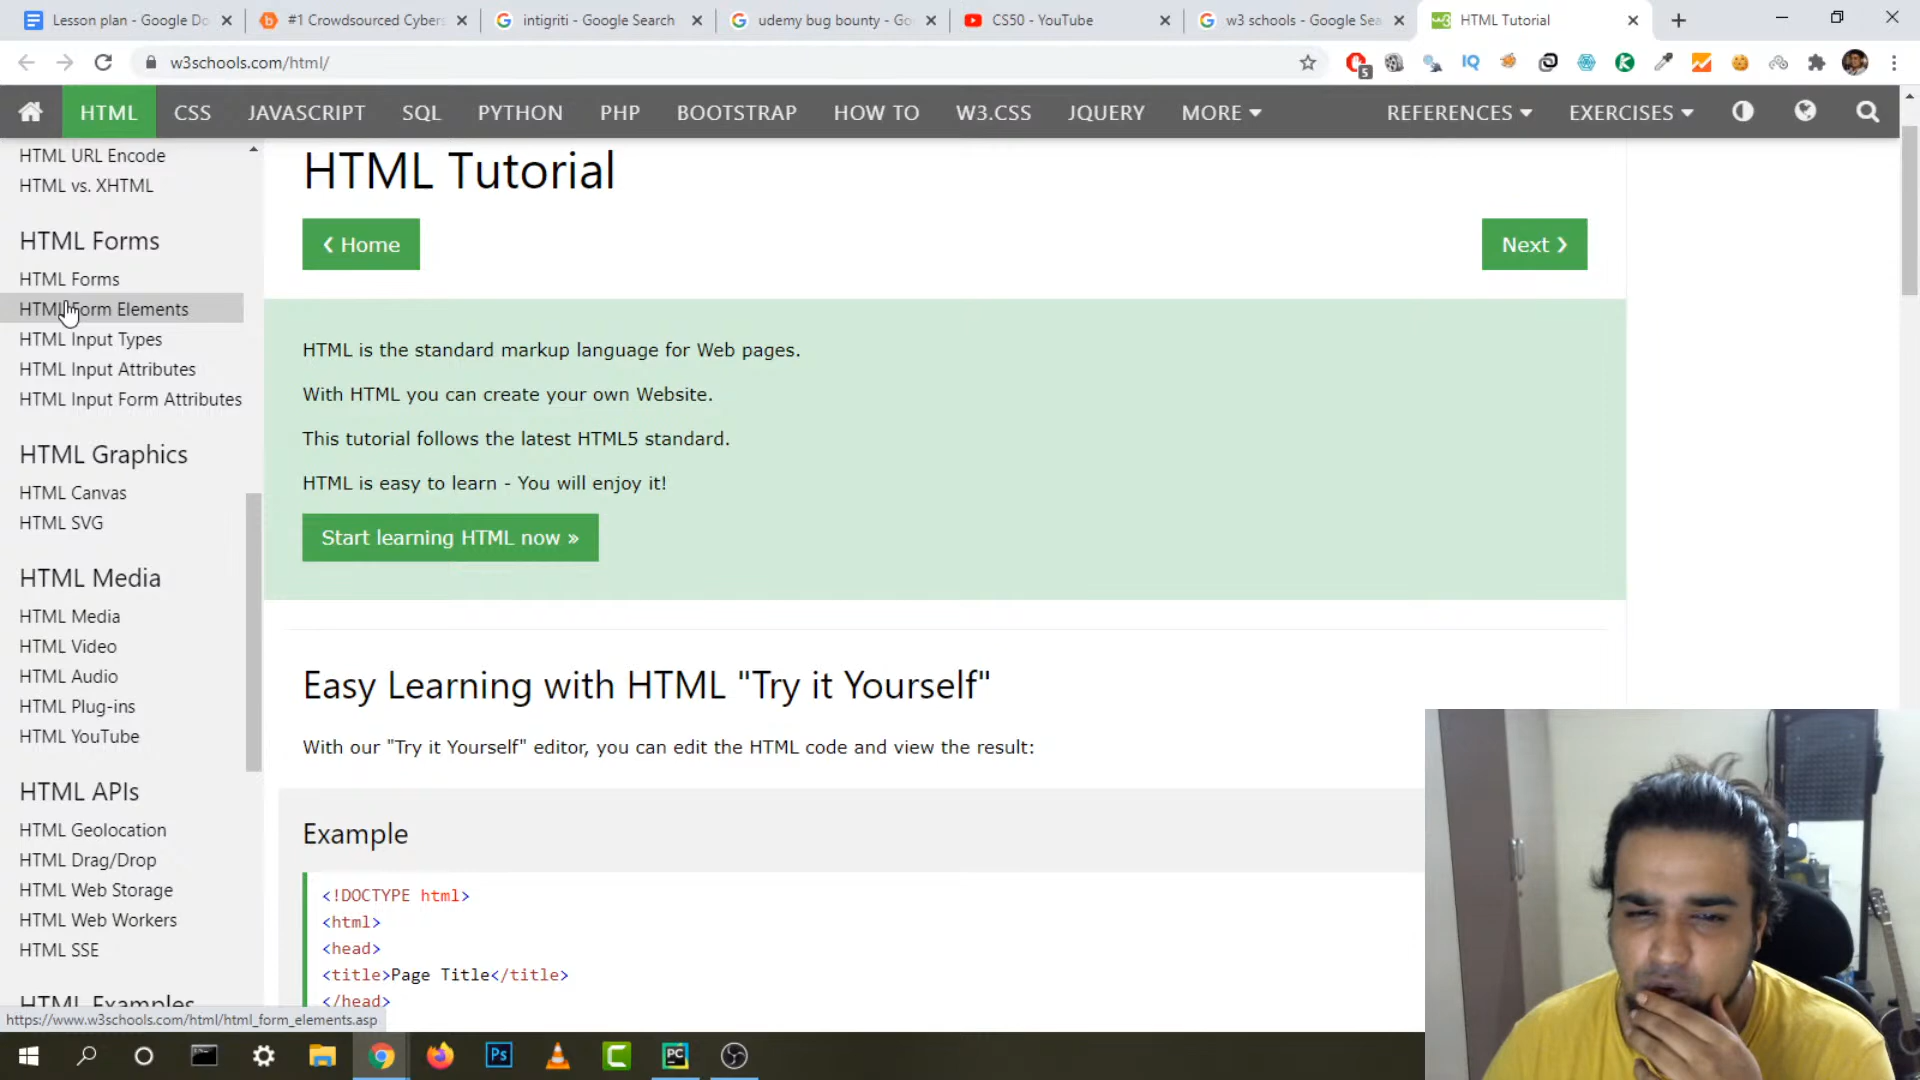 Lesson plan - Google Do
#1 Crowdsourced Cybers
intigriti - Google Search
udemy bug bounty - Go
CS50 - YouTube
w3 schools - Google Sea
HTML Tutorial
w3schools.com/html/
5
IQ
HTML
CSS
JAVASCRIPT
SQL
PYTHON
PHP
BOOTSTRAP
HOW TO
W3.CSS
JQUERY
MORE
REFERENCES
EXERCISES
HTML URL Encode
HTML vs. XHTML
HTML Forms
HTML Forms
HTML Form Elements
HTML Input Types
HTML Input Attributes
HTML Input Form Attributes
HTML Graphics
HTML Canvas
HTML SVG
HTML Media
HTML Media
HTML Video
HTML Audio
HTML Plug-ins
HTML YouTube
HTML APIs
HTML Geolocation
HTML Drag/Drop
HTML Web Storage
HTML Web Workers
HTML SSE
HTML Examples
HTML Tutorial
❮ Home
Next ❯
HTML is the standard markup language for Web pages.
With HTML you can create your own Website.
This tutorial follows the latest HTML5 standard.
HTML is easy to learn - You will enjoy it!
Start learning HTML now »
Easy Learning with HTML "Try it Yourself"
With our "Try it Yourself" editor, you can edit the HTML code and view the result:
Example
<!DOCTYPE html>
<html>
<head>
<title>Page Title</title>
</head>
https://www.w3schools.com/html/html_form_elements.asp
Ps
PC